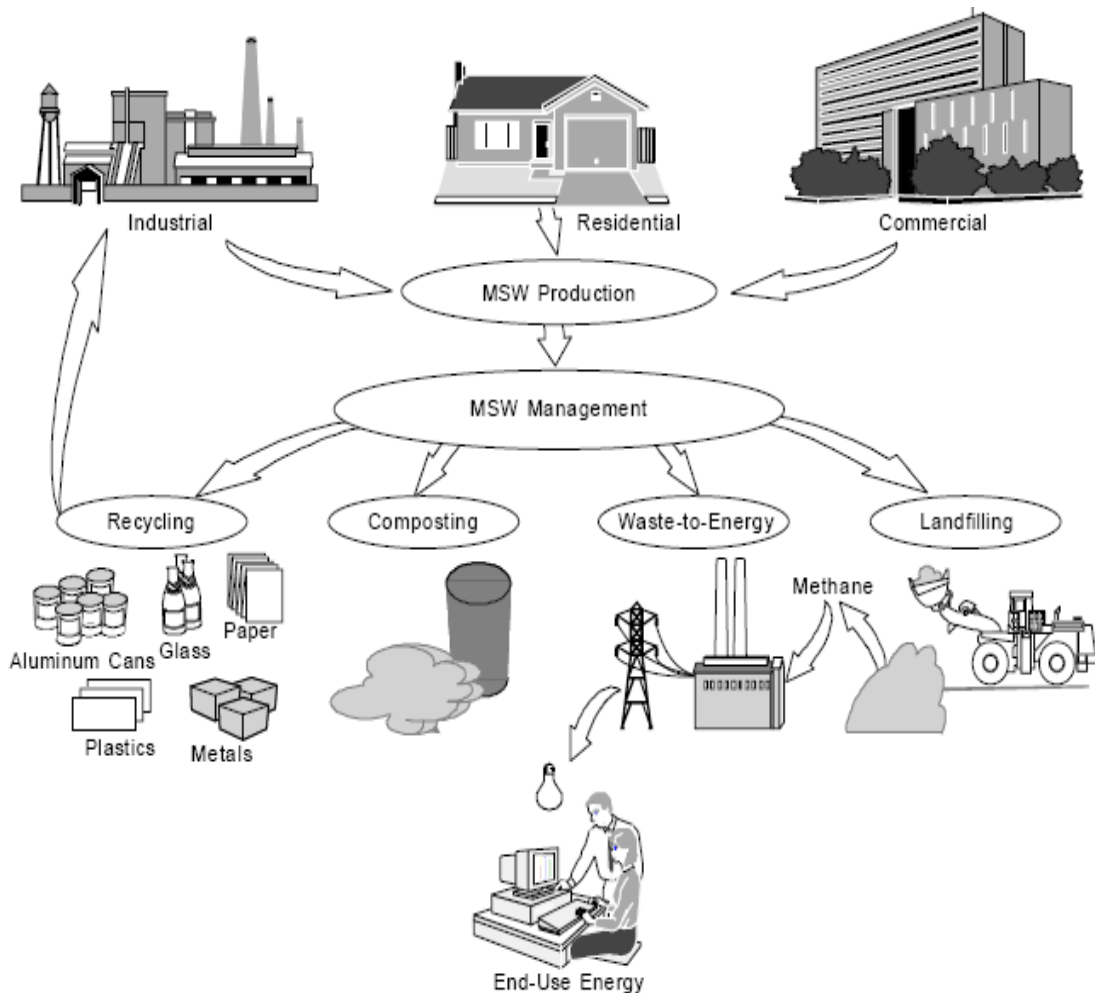 Industrial
Residential
Commercial
MSW Production
MSW Management
Recycling
Composting
Waste-to-Energy
Landfilling
Methane
Aluminum Cans
Glass
Paper
Plastics
Metals
End-Use Energy